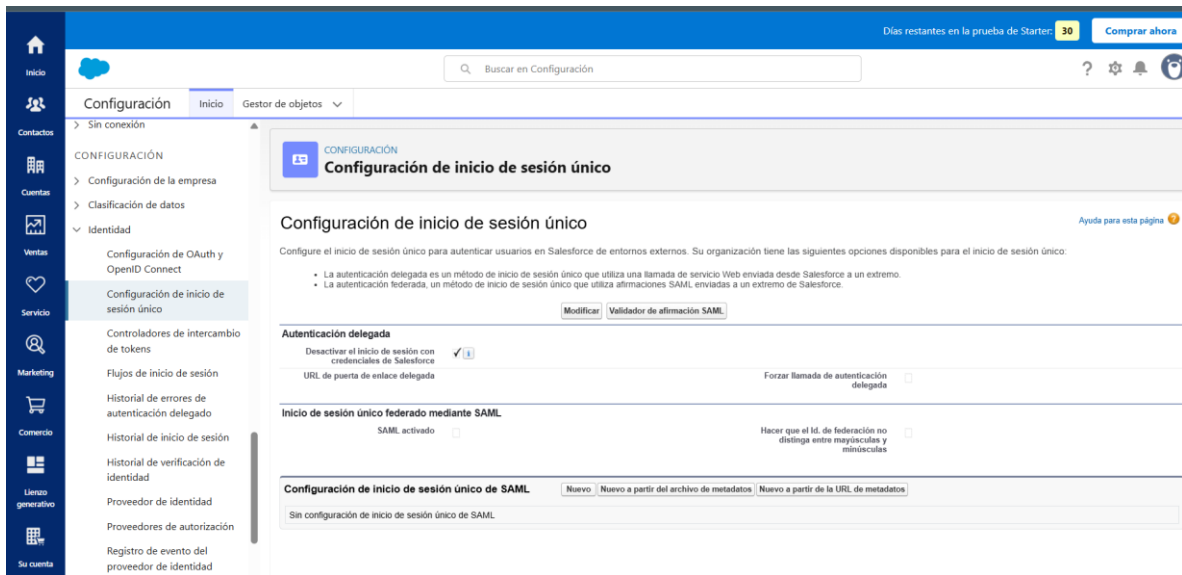 Días restantes en la prueba de Starter: 30 Comprar ahora
Inicio
Buscar en Configuración
Configuración Inicio Gestor de objetos
Contactos
Cuentas
Ventas
Servicio
Marketing
Comercio
Lienzo
generativo
Su cuenta
Sin conexión
CONFIGURACIÓN
Configuración de la empresa
Clasificación de datos
Identidad
Configuración de OAuth y
OpenID Connect
Configuración de inicio de
sesión único
Controladores de intercambio
de tokens
Flujos de inicio de sesión
Historial de errores de
autenticación delegado
Historial de inicio de sesión
Historial de verificación de
identidad
Proveedor de identidad
Proveedores de autorización
Registro de evento del
proveedor de identidad
CONFIGURACIÓN
Configuración de inicio de sesión único
Configuración de inicio de sesión único
Ayuda para esta página
Configure el inicio de sesión único para autenticar usuarios en Salesforce de entornos externos. Su organización tiene las siguientes opciones disponibles para el inicio de sesión único:
• La autenticación delegada es un método de inicio de sesión único que utiliza una llamada de servicio Web enviada desde Salesforce a un extremo.
• La autenticación federada, un método de inicio de sesión único que utiliza afirmaciones SAML enviadas a un extremo de Salesforce.
Modificar Validador de afirmación SAML
Autenticación delegada
Desactivar el inicio de sesión con
credenciales de Salesforce
URL de puerta de enlace delegada
Forzar llamada de autenticación
delegada
Inicio de sesión único federado mediante SAML
SAML activado
Hacer que el Id. de federación no
distinga entre mayúsculas y
minúsculas
Configuración de inicio de sesión único de SAML
Nuevo Nuevo a partir del archivo de metadatos Nuevo a partir de la URL de metadatos
Sin configuración de inicio de sesión único de SAML